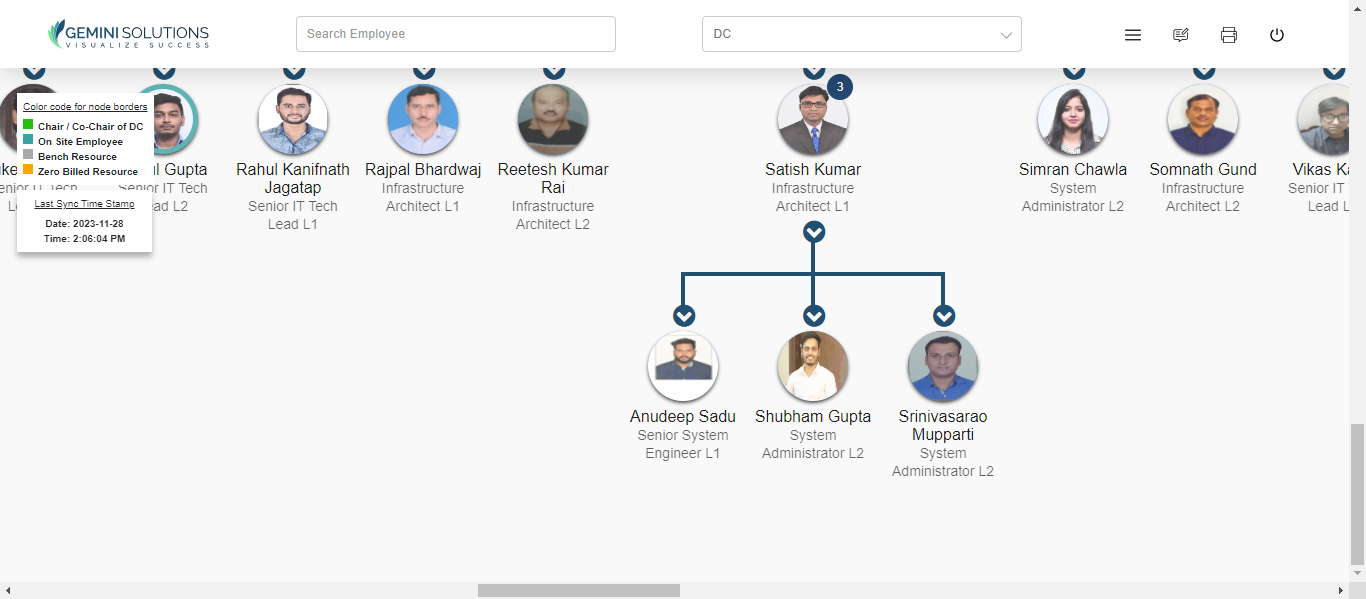 GEMINI SOLUTIONS
VISUALIZE SUCCESS
Search Employee
DC
3
Color code for node borders
Chair / Co-Chair of DC
On Site Employee
Bench Resource
Zero Billed Resource
Last Sync Time Stamp
Date: 2023-11-28
Time: 2:06:04 PM
Gupta
Senior IT Tech
Lead L2
Rahul Kanifnath
Jagatap
Senior IT Tech
Lead L1
Rajpal Bhardwaj
Infrastructure
Architect L1
Reetesh Kumar
Rai
Infrastructure
Architect L2
Satish Kumar
Infrastructure
Architect L1
Simran Chawla
System
Administrator L2
Somnath Gund
Infrastructure
Architect L2
Vikas
Senior IT
Lead
Anudeep Sadu
Senior System
Engineer L1
Shubham Gupta
System
Administrator L2
Srinivasarao
Mupparti
System
Administrator L2